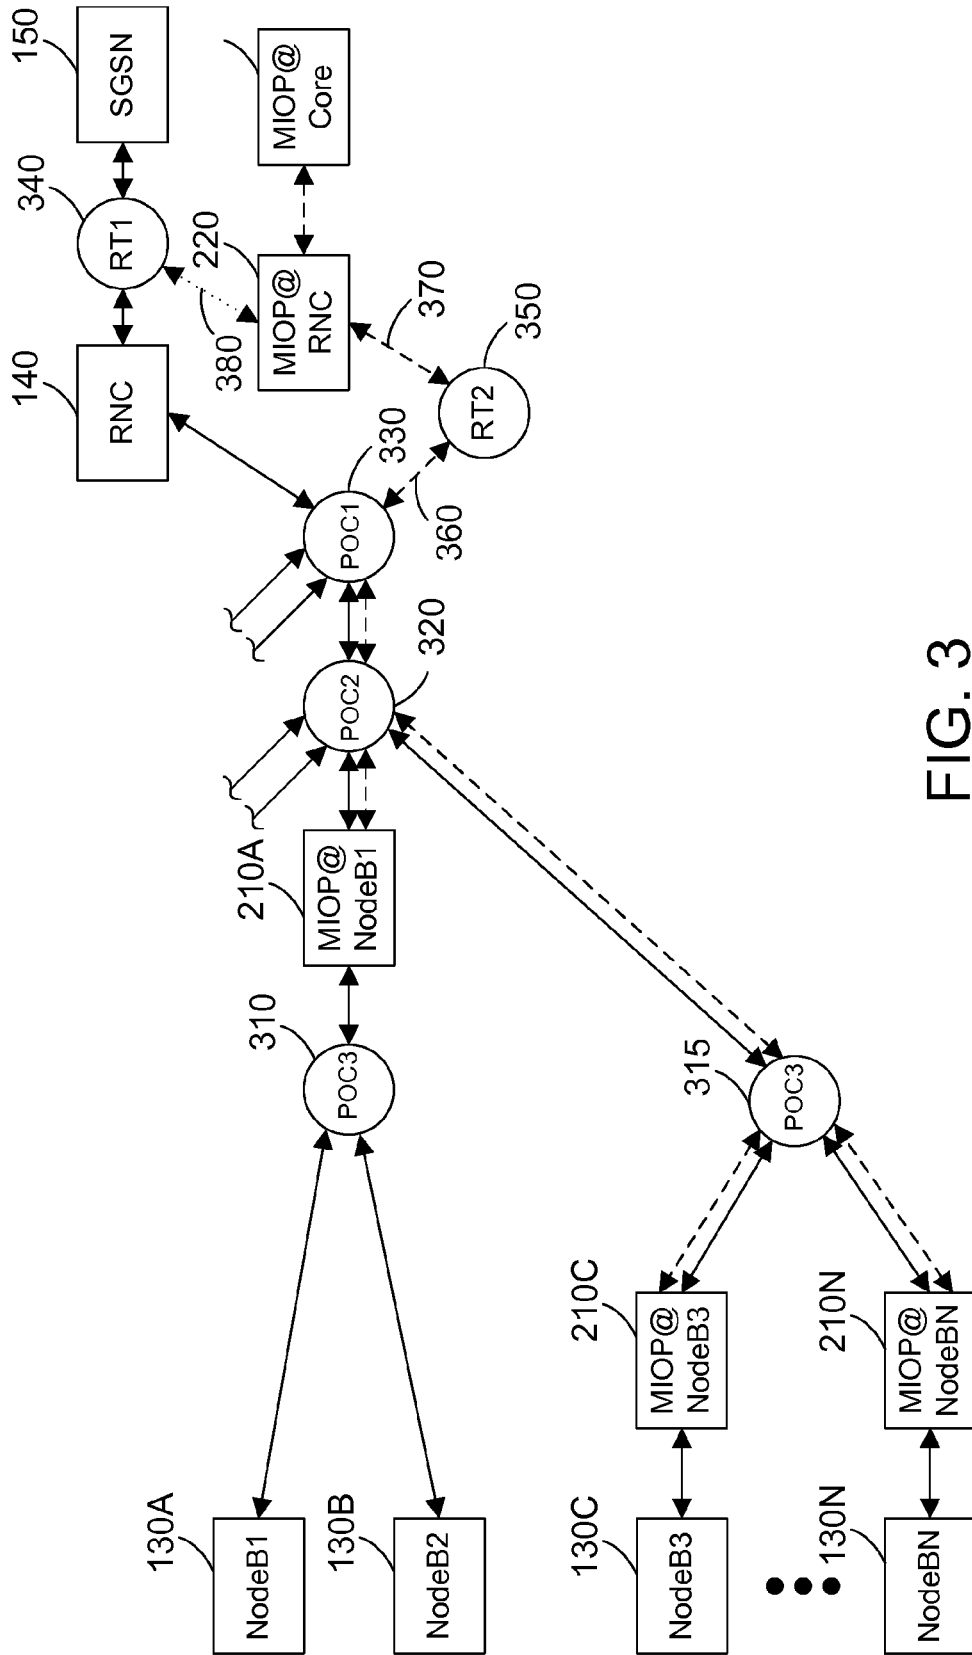 130A
NodeB1
130B
NodeB2
130C
NodeB3
130N
NodeBN
210C
MIOP@
NodeB3
210N
MIOP@
NodeBN
310
POC3
315
POC3
210A
MIOP@
NodeB1
POC2
320
POC1
330
360
RT2
350
370
140
RNC
380
MIOP@
RNC
220
340
RT1
150
SGSN
MIOP@
Core
FIG. 3